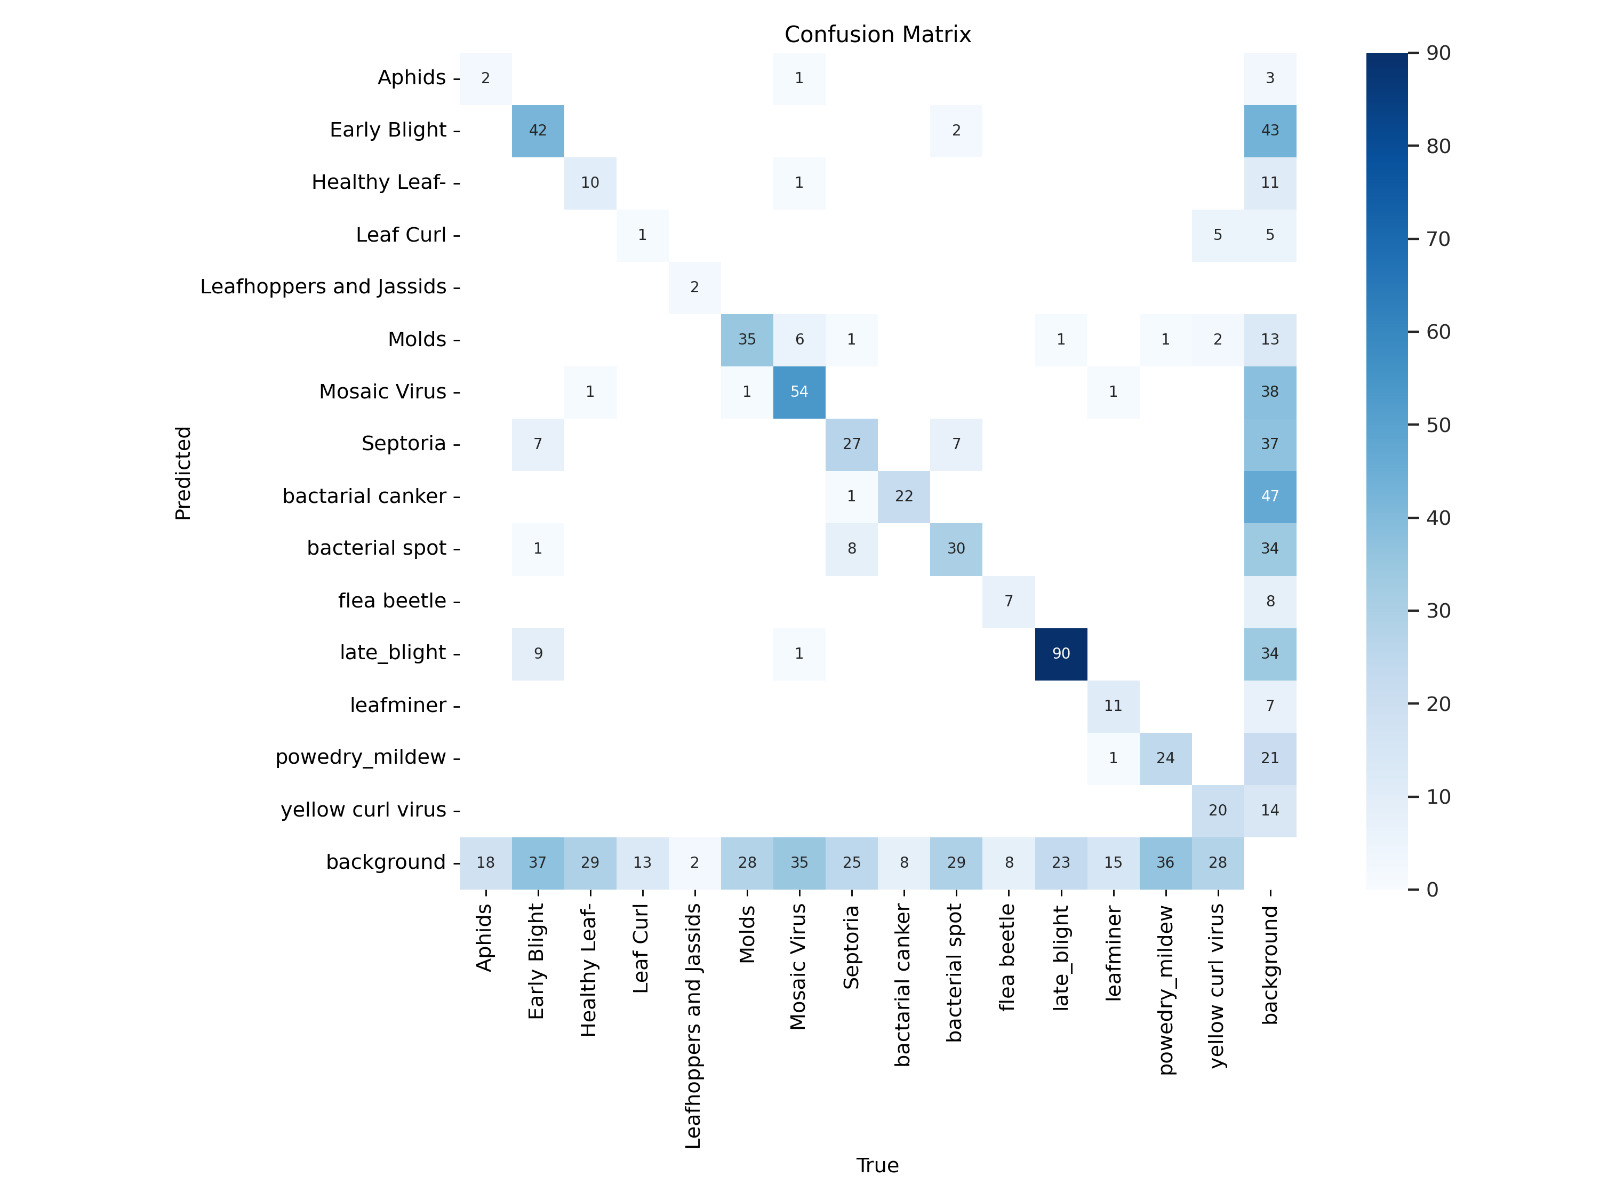 Confusion Matrix
Aphids 2 1 3
Early Blight 42 2 43
Healthy Leaf- 10 1 11
Leaf Curl 1 5 5
Leafhoppers and Jassids 2
Molds 35 6 1 1 1 2 13
Mosaic Virus 1 1 54 1 38
Septoria 7 27 7 37
bactarial canker 1 22 47
bacterial spot 1 8 30 34
flea beetle 7 8
late_blight 9 1 90 34
leafminer 11 7
powedry_mildew 1 24 21
yellow curl virus 20 14
background 18 37 29 13 2 28 35 25 8 29 8 23 15 36 28
Predicted
Aphids
Early Blight
Healthy Leaf-
Leaf Curl
Leafhoppers and Jassids
Molds
Mosaic Virus
Septoria
bactarial canker
bacterial spot
flea beetle
late_blight
leafminer
powedry_mildew
yellow curl virus
background
True
90
80
70
60
50
40
30
20
10
0